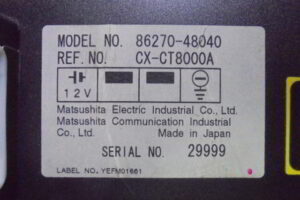 MODEL NO. 86270-48040
REF. NO. CX-CT8000A
12V
Matsushita Electric Industrial Co., Ltd.
Matsushita Communication Industrial
Co., Ltd. Made in Japan
SERIAL NO. 29999
LABEL NO. YEFM01661